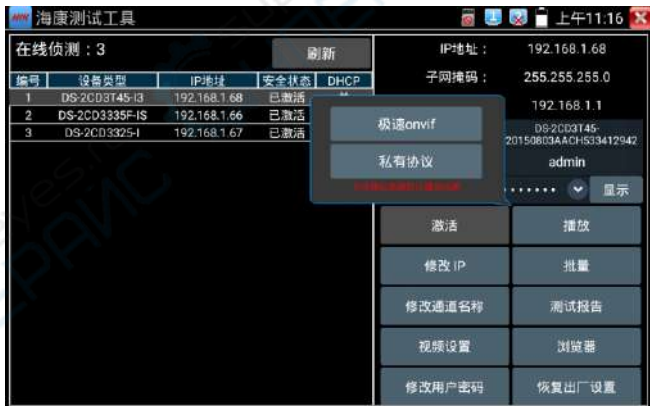 海康测试工具
上午11:16
在线侦测：3
刷新
编号 设备类型 IP地址 安全状态 DHCP
1 DS-2CD3T45-I3 192.168.1.68 已激活
2 DS-2CD3335F-IS 192.168.1.66 已激活
3 DS-2CD3325-I 192.168.1.67 已激活
极速onvif
私有协议
IP地址： 192.168.1.68
子网掩码： 255.255.255.0
192.168.1.1
DS-2CD3T45-
20150803AACH533412942
admin
显示
激活 播放
修改 IP 批量
修改通道名称 测试报告
视频设置 浏览器
修改用户密码 恢复出厂设置